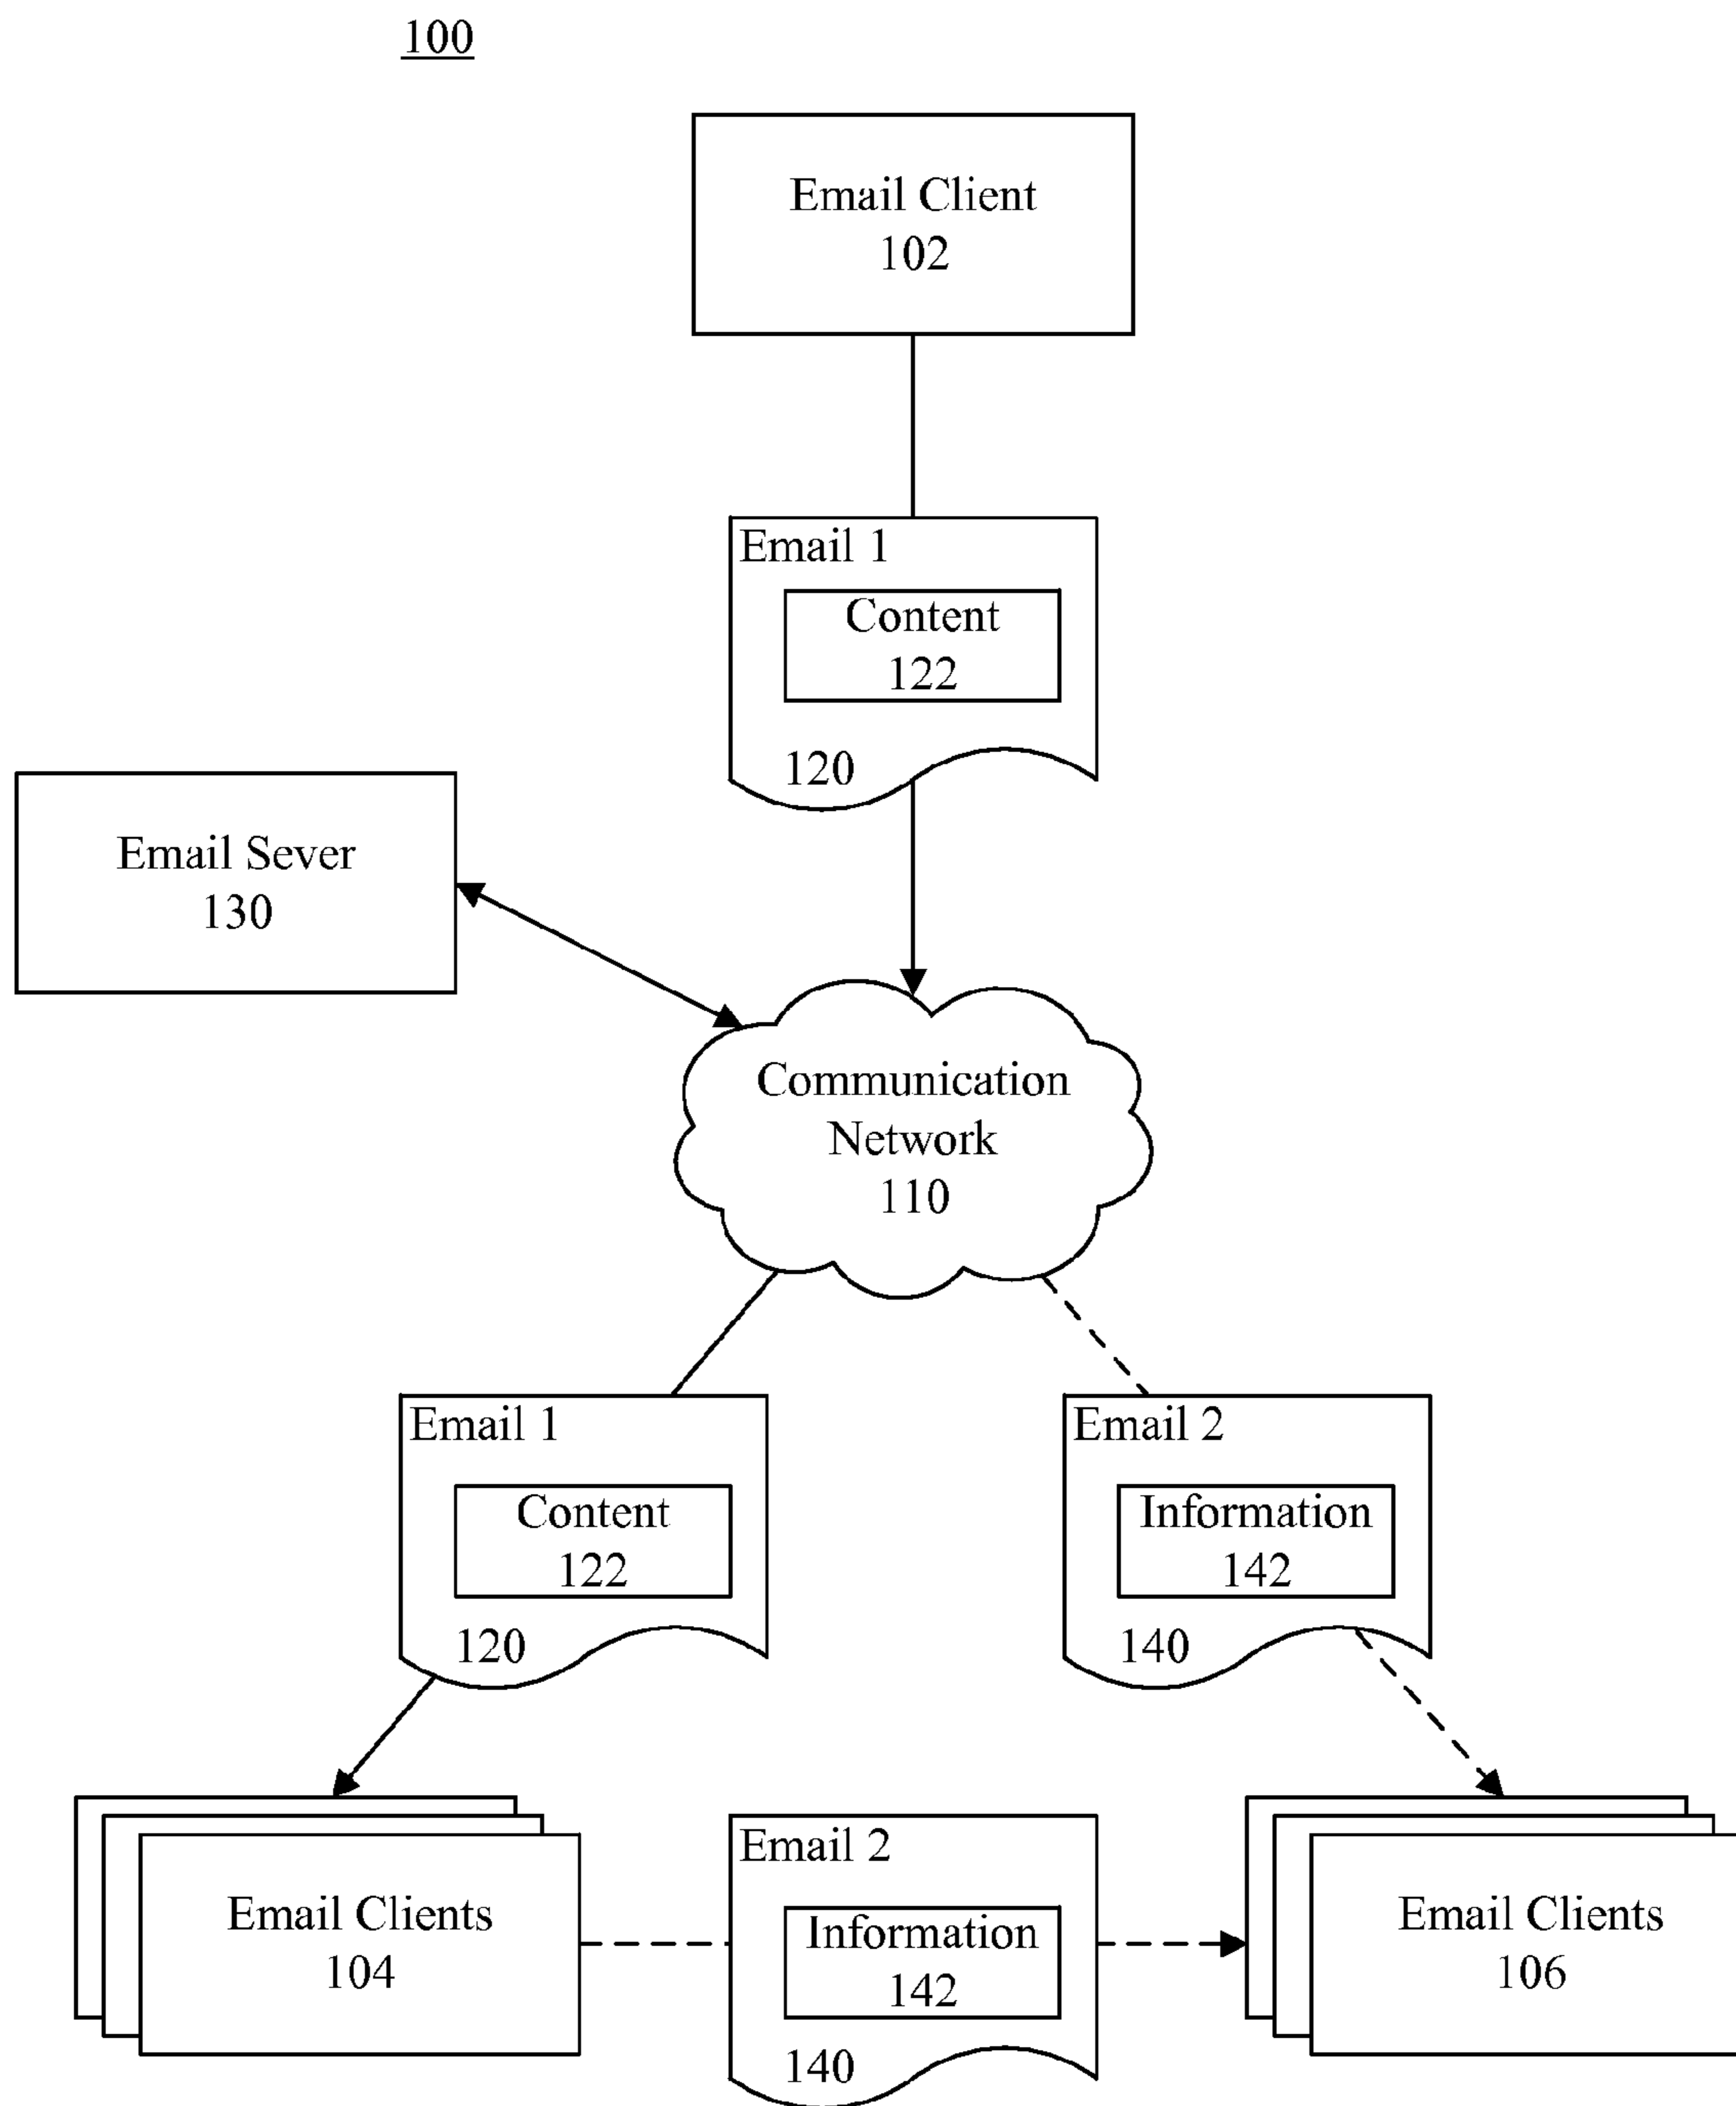 100
Email Client
102
Email 1
Content
122
120
Email Sever
130
Communication
Network
110
Email 1
Content
122
120
Email 2
Information
142
140
Email Clients
104
Email 2
Information
142
140
Email Clients
106